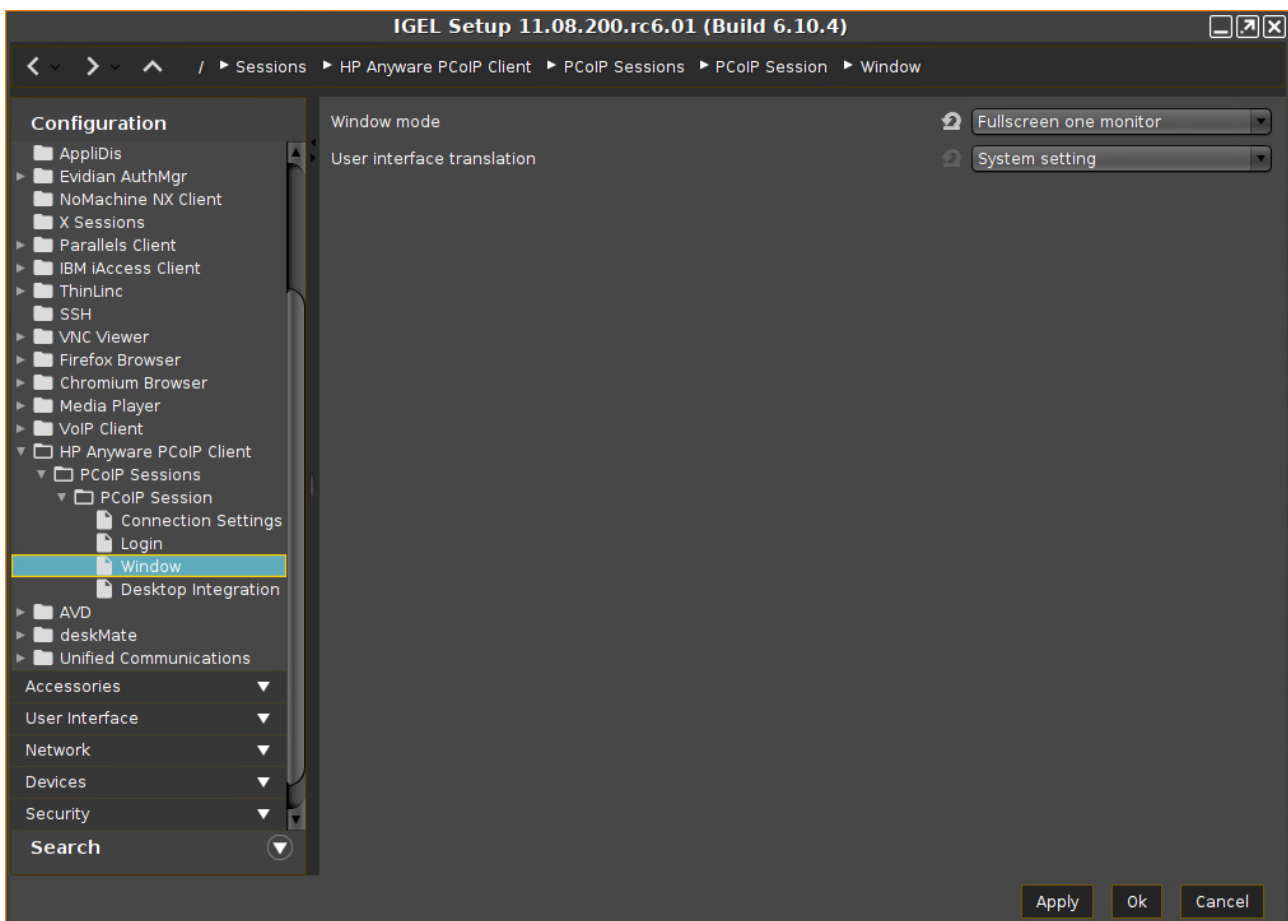 IGEL Setup 11.08.200.rc6.01 (Build 6.10.4)
/ Sessions HP Anyware PCoIP Client PCoIP Sessions PCoIP Session Window
Configuration
AppliDis
Evidian AuthMgr
NoMachine NX Client
X Sessions
Parallels Client
IBM iAccess Client
ThinLinc
SSH
VNC Viewer
Firefox Browser
Chromium Browser
Media Player
VoIP Client
HP Anyware PCoIP Client
PCoIP Sessions
PCoIP Session
Connection Settings
Login
Window
Desktop Integration
AVD
deskMate
Unified Communications
Accessories
User Interface
Network
Devices
Security
Search
Window mode Fullscreen one monitor
User interface translation System setting
Apply Ok Cancel